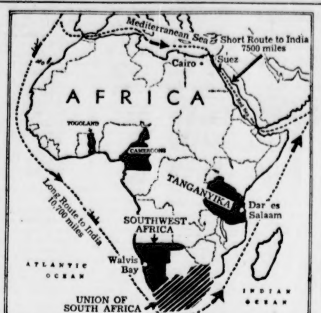 Mediterranean Sea
Short Route to India
7500 miles
Cairo
Suez
AFRICA
TOGOLAND
CAMEROONS
TANGANYIKA
Dar es
Salaam
Long Route to India
10,700 miles
SOUTHWEST
AFRICA
Walvis
Bay
ATLANTIC
OCEAN
INDIAN
OCEAN
UNION OF
SOUTH AFRICA